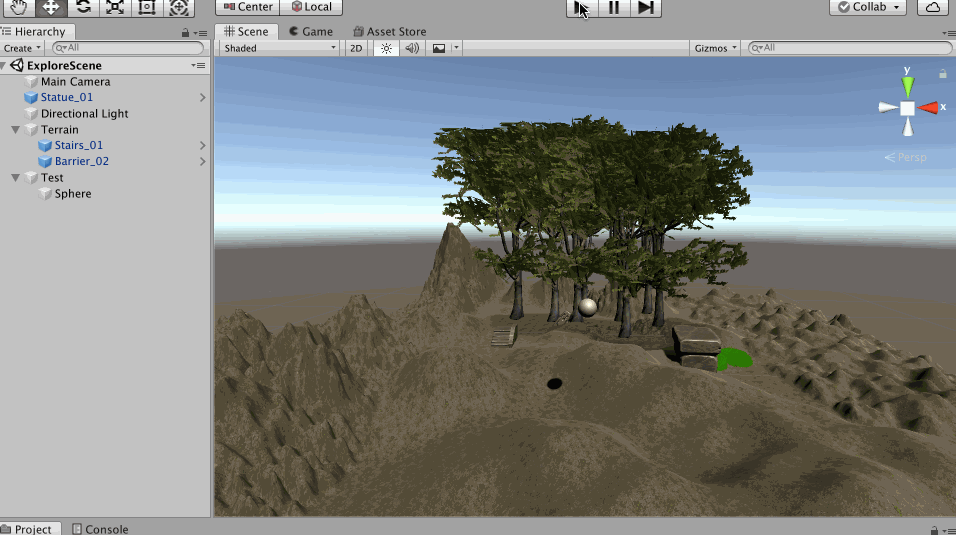 Center Local Collab
Hierarchy Scene Game Asset Store
Create All Shaded 2D Gizmos All
ExploreScene
Main Camera
Statue_01
Directional Light
Terrain
Stairs_01
Barrier_02
Test
Sphere
y
x
Persp
Project Console